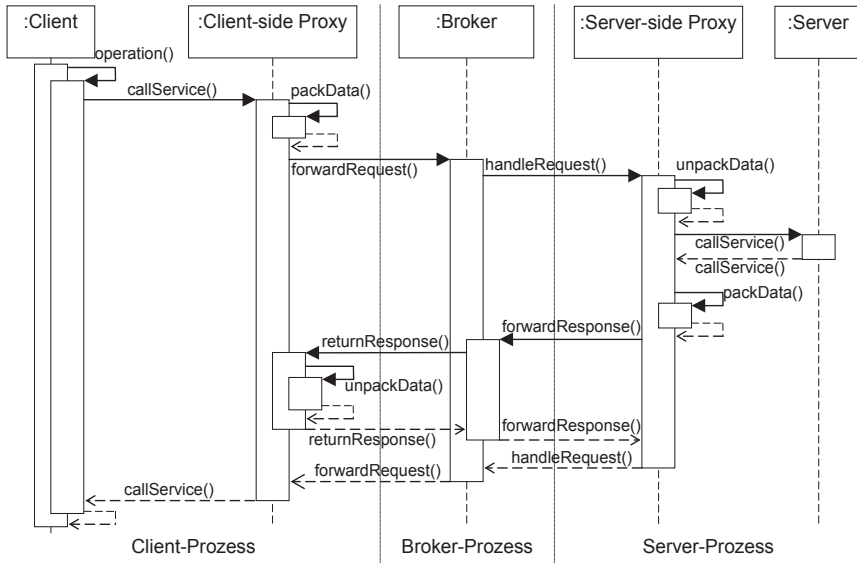 :Client
:Client-side Proxy
:Broker
:Server-side Proxy
:Server
operation()
callService()
packData()
forwardRequest()
handleRequest()
unpackData()
callService()
callService()
packData()
forwardResponse()
returnResponse()
unpackData()
returnResponse()
forwardResponse()
handleRequest()
forwardRequest()
callService()
Client-Prozess
Broker-Prozess
Server-Prozess